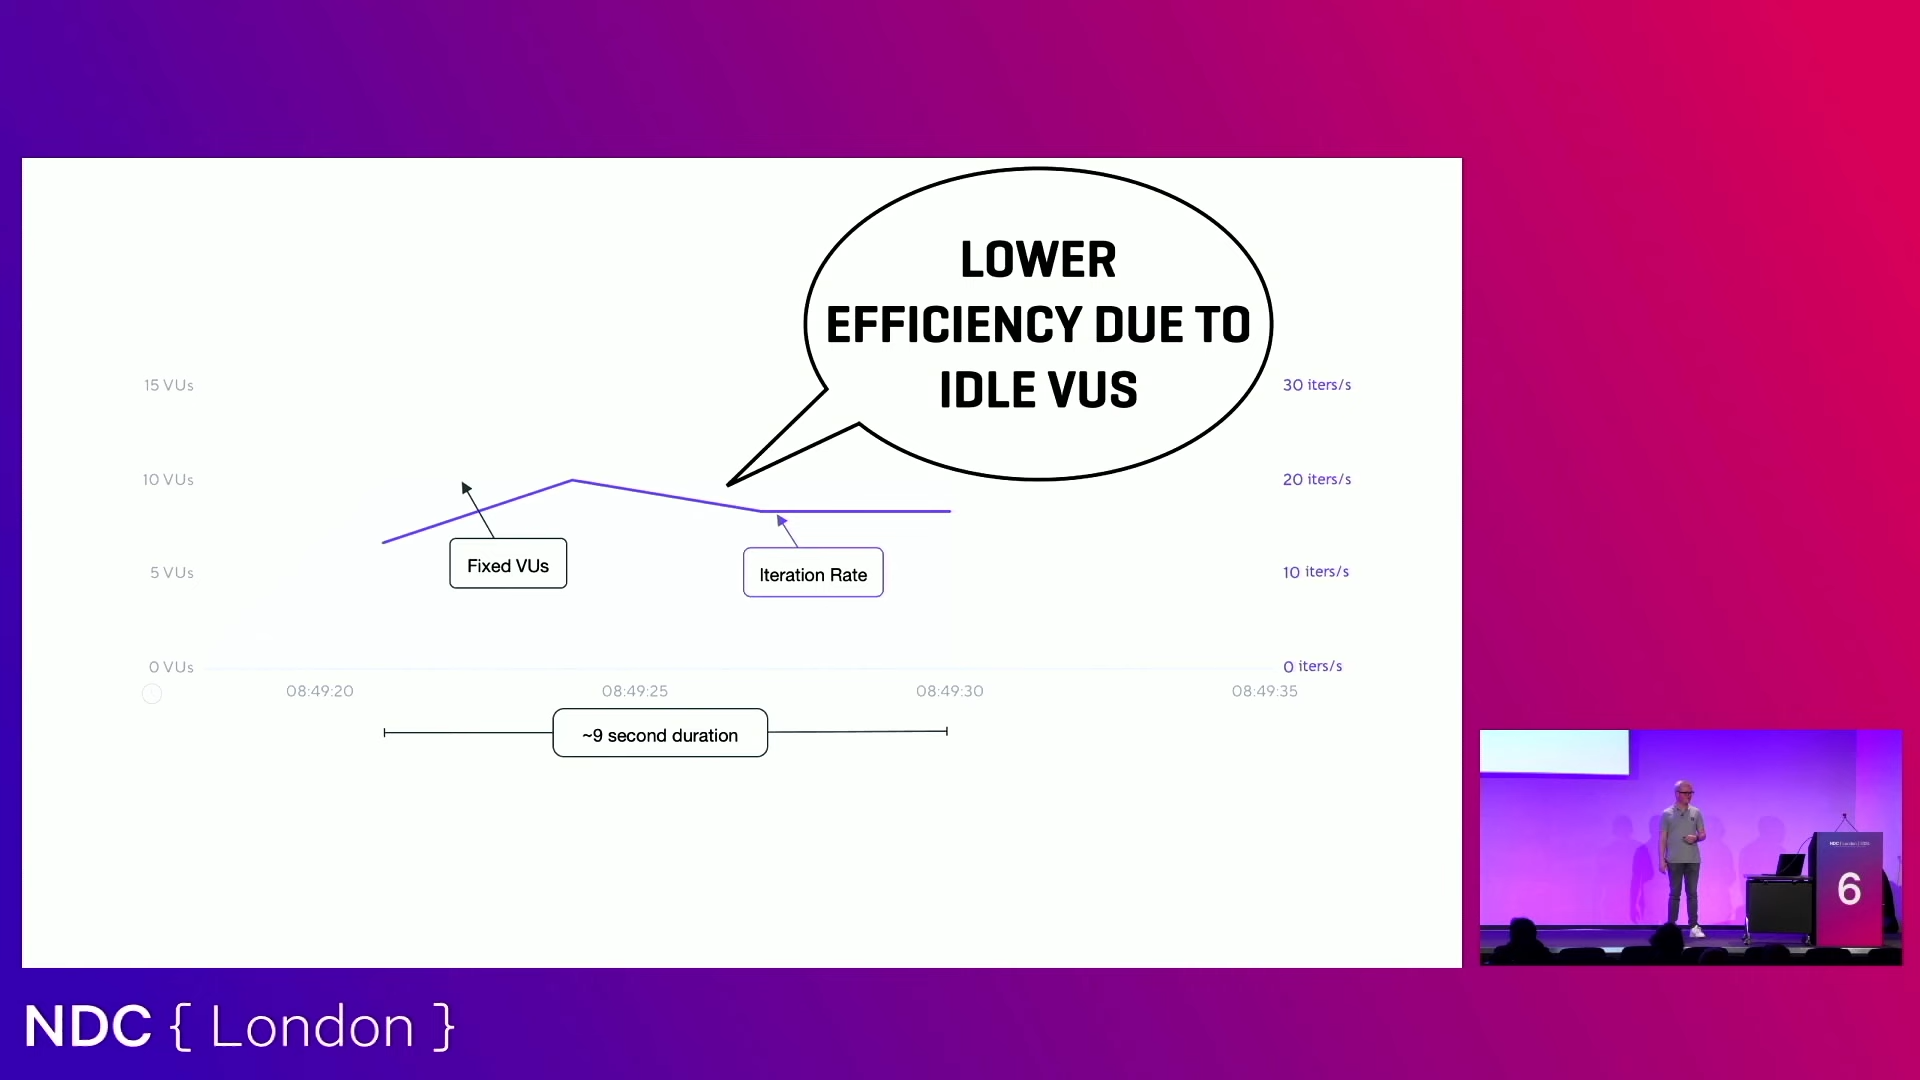 LOWER
EFFICIENCY DUE TO
IDLE VUS
15 VUs
30 iters/s
10 VUs
20 iters/s
Fixed VUs
Iteration Rate
5 VUs
10 iters/s
0 VUs
0 iters/s
08:49:20
08:49:25
08:49:30
08:49:35
~9 second duration
6
NDC { London }